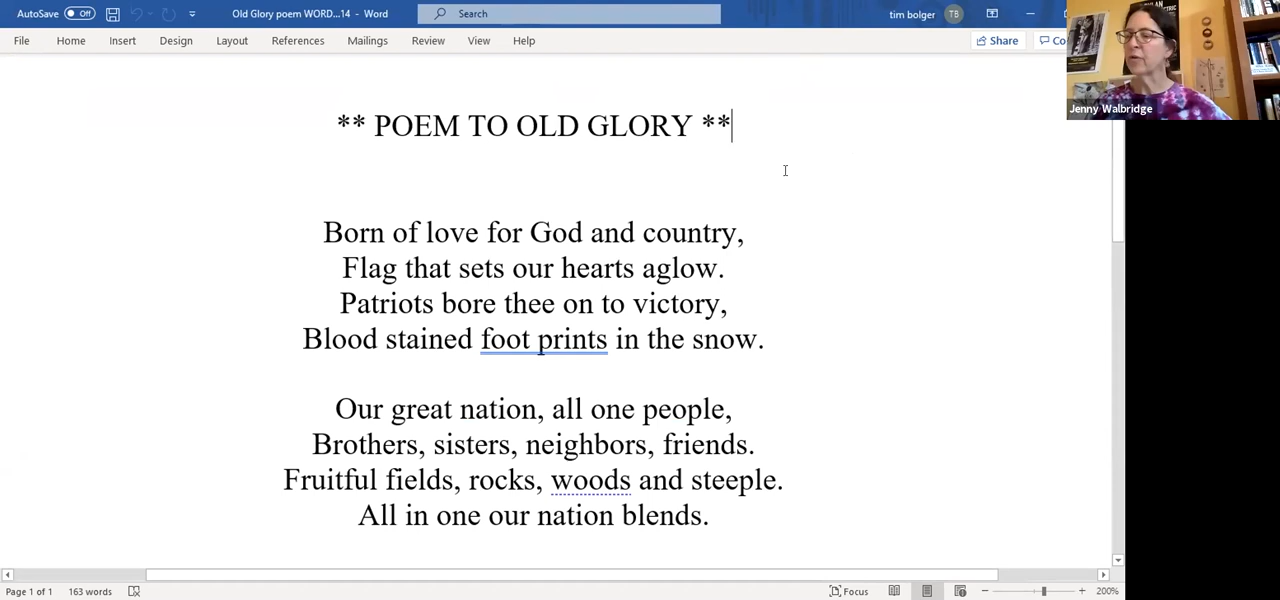 AutoSave Off Old Glory poem WORD...14 - Word Search tim bolger TB
File Home Insert Design Layout References Mailings Review View Help Share Co
Jenny Walbridge
** POEM TO OLD GLORY **
Born of love for God and country,
Flag that sets our hearts aglow.
Patriots bore thee on to victory,
Blood stained foot prints in the snow.
Our great nation, all one people,
Brothers, sisters, neighbors, friends.
Fruitful fields, rocks, woods and steeple.
All in one our nation blends.
Page 1 of 1 163 words Focus 200%